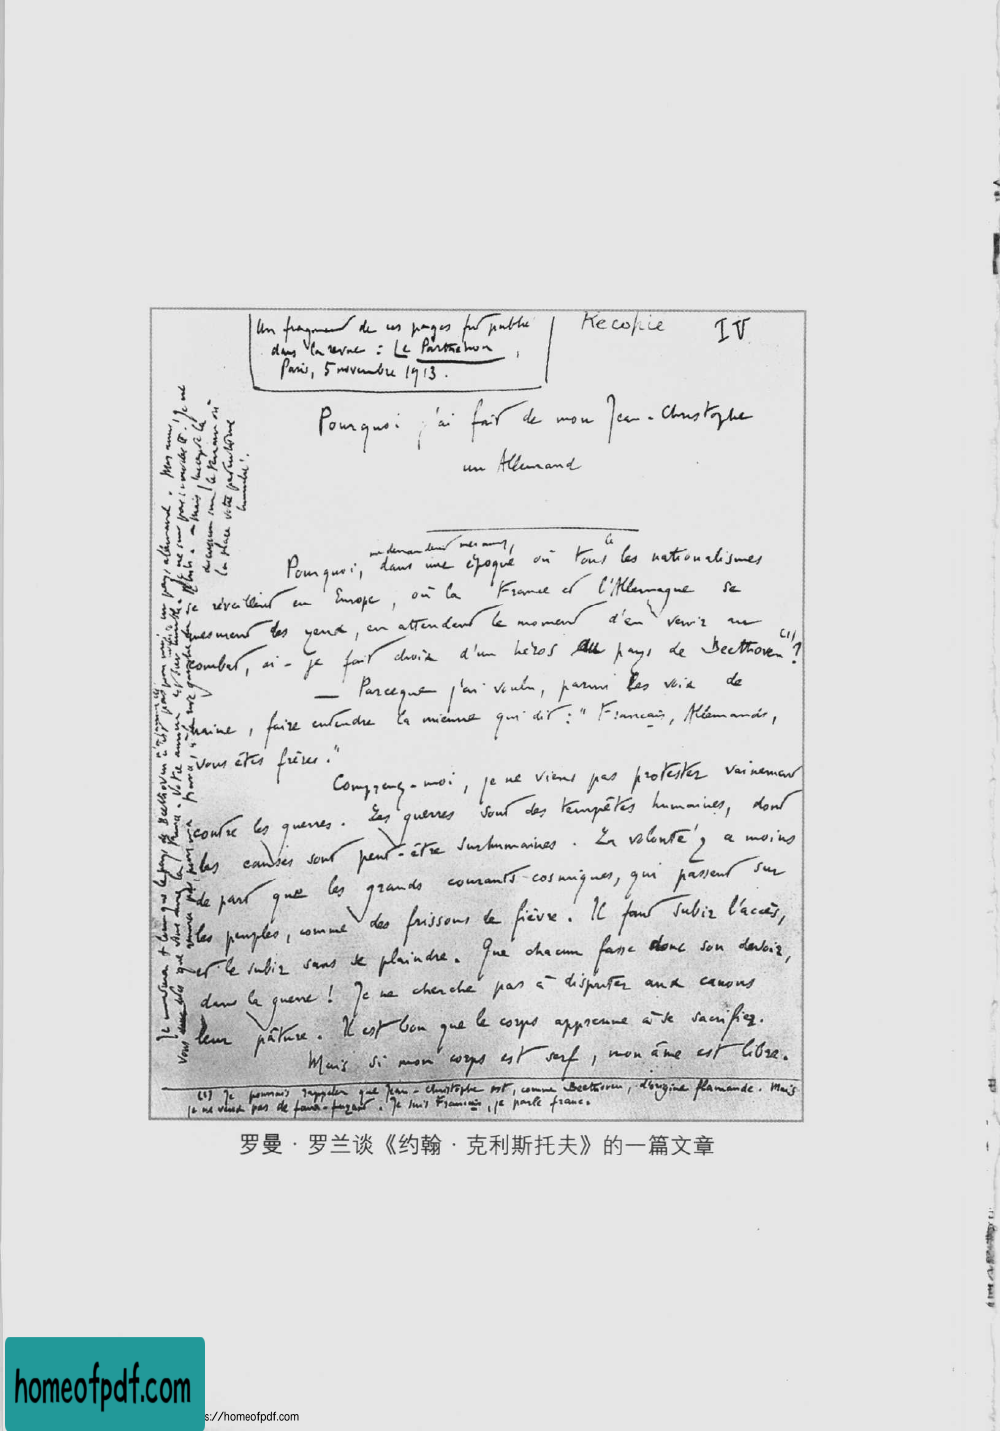 Un fragment de ces pages fut publié
dans la revue : Le Parthénon,
Paris, 5 novembre 1913.
Recopié
IV
Pourquoi j'ai fait de mon Jean-Christophe
un Allemand
me demandent mes amis,
Pourquoi, dans une époque où tous les nationalismes
se réveillent en Europe, où la France et l'Allemagne se
mesurent des yeux, en attendant le moment d'en venir au
combat, ai-je fait choix d'un héros au pays de Beethoven (1) ?
— Parceque j'ai voulu, parmi les voix de
haine, faire entendre la mienne qui dit : "Français, Allemands,
vous êtes frères."
Comprenez-moi, je ne viens pas protester vainement
contre les guerres. Les guerres sont des tempêtes humaines, dont
les causes sont peut-être surhumaines. La volonté y a moins
de part que les grands courants cosmiques, qui passent sur
les peuples, comme des frissons de fièvre. Il faut subir l'accès,
et le subir sans se plaindre. Que chacun fasse donc son devoir,
dans la guerre ! Je ne cherche pas à disputer aux canons
leur pâture. Il est bon que le corps apprenne à se sacrifier.
Mais si mon corps est serf, mon âme est libre.
(1) Je pourrais rappeler que Jean-Christophe est, comme Beethoven, d'origine flamande. Mais
je ne veux pas de faux-fuyant. Je suis Français, je parle franc.
罗曼·罗兰谈《约翰·克利斯托夫》的一篇文章
homeofpdf.com
s://homeofpdf.com